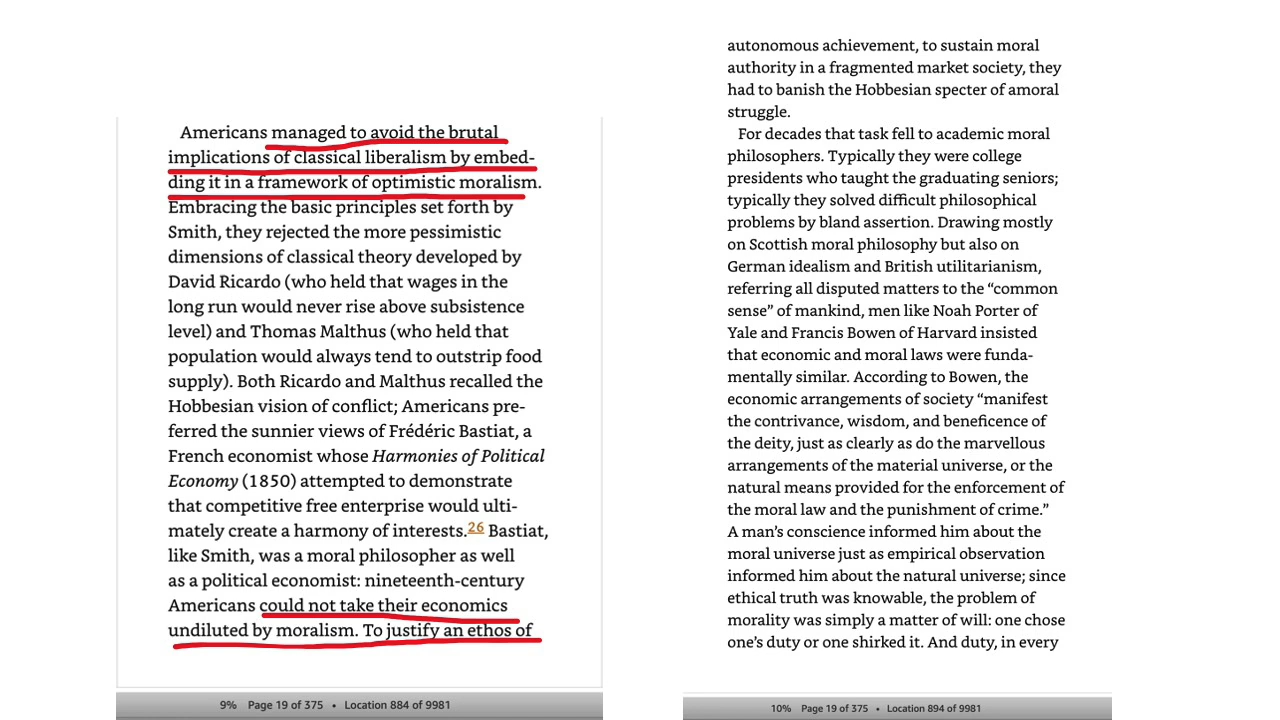 Americans managed to avoid the brutal
implications of classical liberalism by embed-
ding it in a framework of optimistic moralism.
Embracing the basic principles set forth by
Smith, they rejected the more pessimistic
dimensions of classical theory developed by
David Ricardo (who held that wages in the
long run would never rise above subsistence
level) and Thomas Malthus (who held that
population would always tend to outstrip food
supply). Both Ricardo and Malthus recalled the
Hobbesian vision of conflict; Americans pre-
ferred the sunnier views of Frédéric Bastiat, a
French economist whose Harmonies of Political
Economy (1850) attempted to demonstrate
that competitive free enterprise would ulti-
mately create a harmony of interests.26 Bastiat,
like Smith, was a moral philosopher as well
as a political economist: nineteenth-century
Americans could not take their economics
undiluted by moralism. To justify an ethos of
9% Page 19 of 375 • Location 884 of 9981
autonomous achievement, to sustain moral
authority in a fragmented market society, they
had to banish the Hobbesian specter of amoral
struggle.
For decades that task fell to academic moral
philosophers. Typically they were college
presidents who taught the graduating seniors;
typically they solved difficult philosophical
problems by bland assertion. Drawing mostly
on Scottish moral philosophy but also on
German idealism and British utilitarianism,
referring all disputed matters to the “common
sense” of mankind, men like Noah Porter of
Yale and Francis Bowen of Harvard insisted
that economic and moral laws were funda-
mentally similar. According to Bowen, the
economic arrangements of society “manifest
the contrivance, wisdom, and beneficence of
the deity, just as clearly as do the marvellous
arrangements of the material universe, or the
natural means provided for the enforcement of
the moral law and the punishment of crime.”
A man’s conscience informed him about the
moral universe just as empirical observation
informed him about the natural universe; since
ethical truth was knowable, the problem of
morality was simply a matter of will: one chose
one’s duty or one shirked it. And duty, in every
10% Page 19 of 375 • Location 894 of 9981